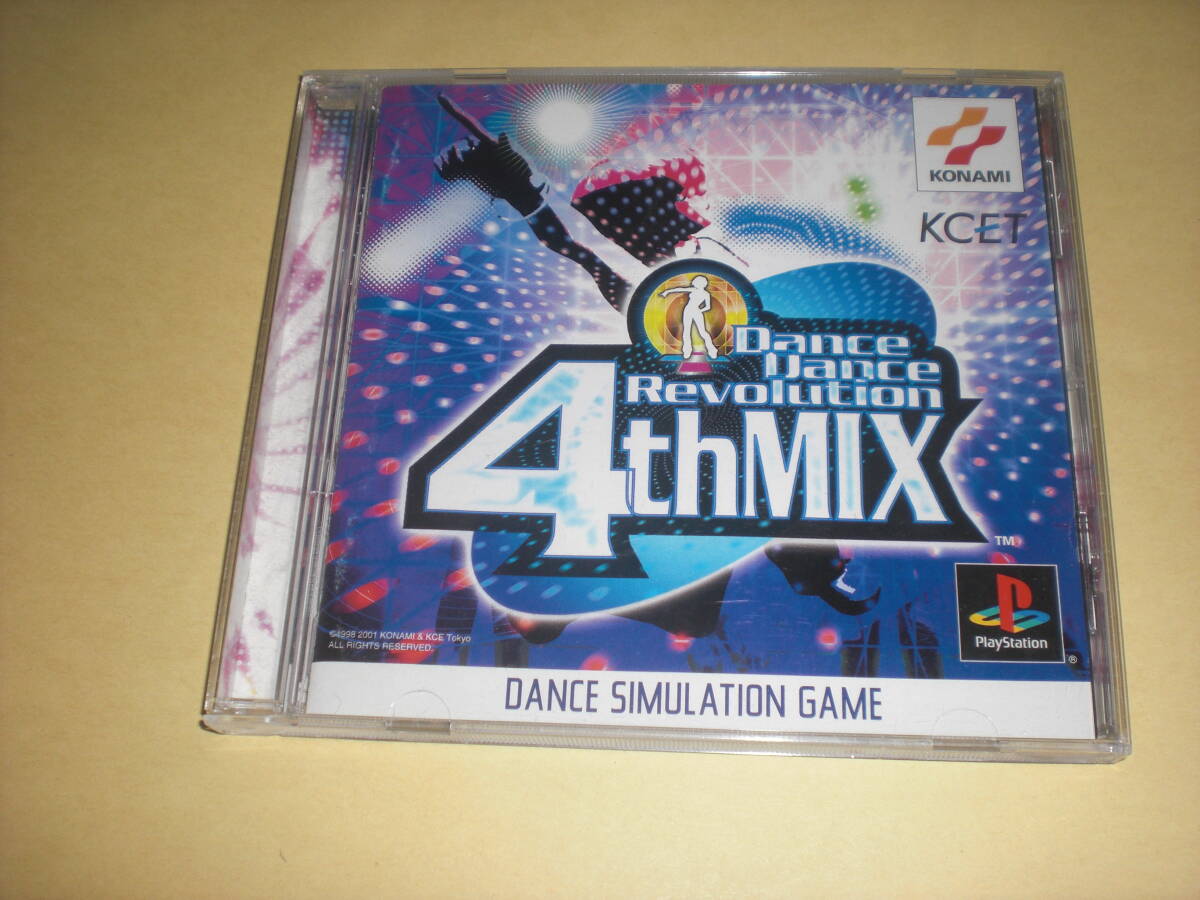 KONAMI
KCET
Dance
Dance
Revolution
4thMIX
TM
©1998 2001 KONAMI & KCE Tokyo
ALL RIGHTS RESERVED.
PlayStation
®
DANCE SIMULATION GAME